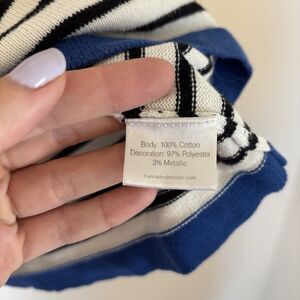 Body: 100% Cotton
Decoration: 97% Polyester
3% Metallic
HannaAndersson.com